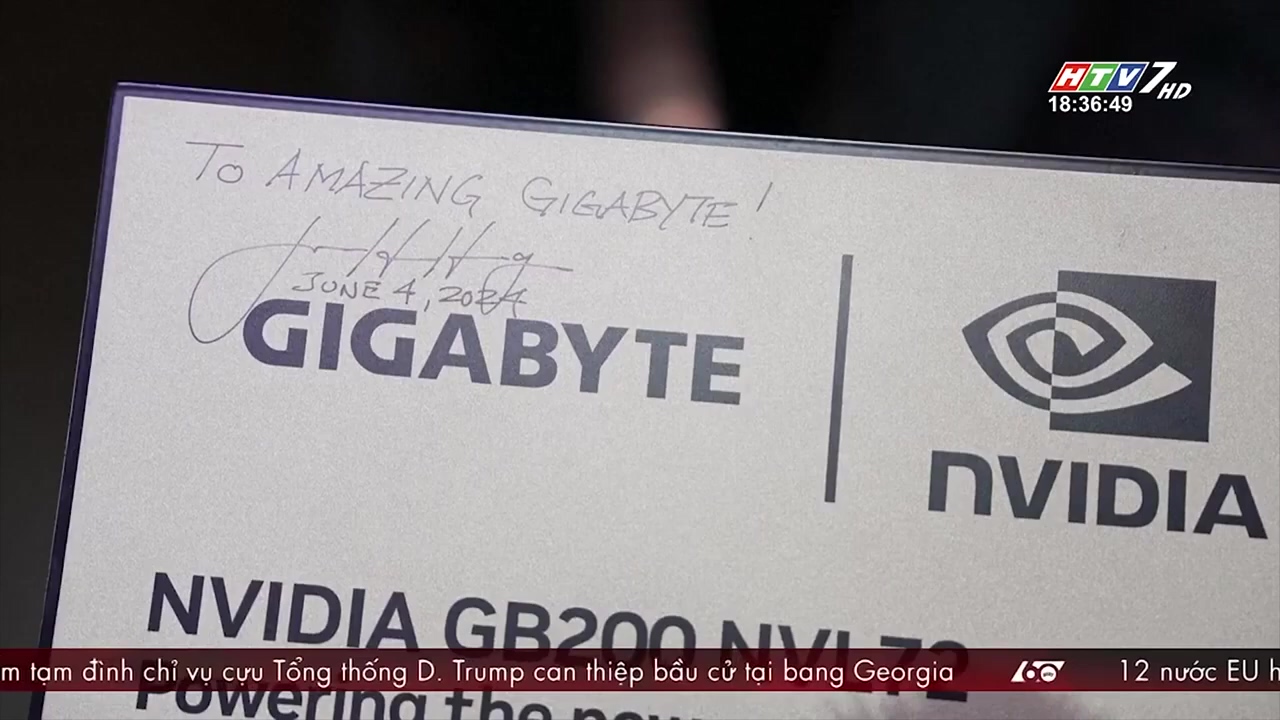 HTV7 HD
18:36:49
To AMAZING GIGABYTE!
JUNE 4, 2024
GIGABYTE
NVIDIA
NVIDIA GB200 NVL72
m tạm đình chỉ vụ cựu Tổng thống D. Trump can thiệp bầu cử tại bang Georgia 60 12 nước EU h
Powering the new